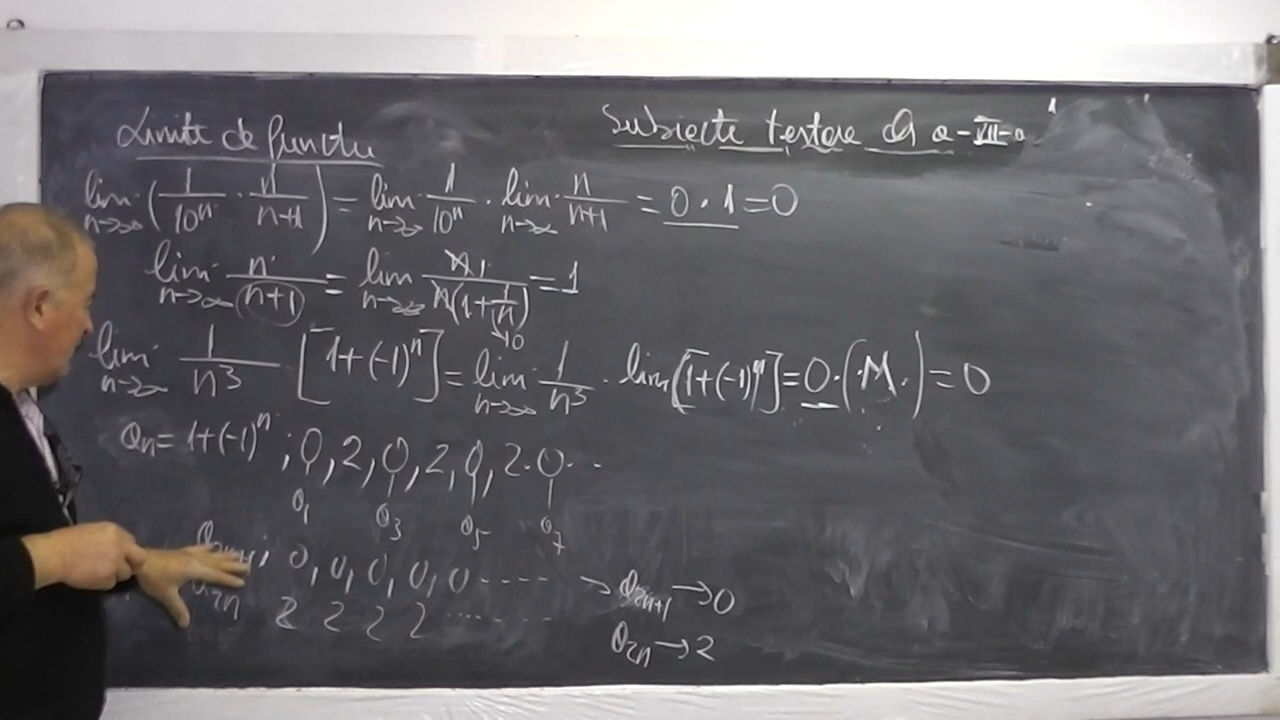 Limite de functii
Subiecte testare cls a-VII-a
lim n→∞ (1/10ⁿ · n/(n+1)) = lim n→∞ 1/10ⁿ · lim n→∞ n/(n+1) = 0 · 1 = 0
lim n→∞ n/(n+1) = lim n→∞ n·1/(n(1+1/n)) = 1
→0
lim n→∞ 1/n³ [1+(-1)ⁿ] = lim n→∞ 1/n³ · lim [1+(-1)ⁿ] = 0·(M) = 0
aₙ = 1+(-1)ⁿ ; 0, 2, 0, 2, 0, 2 · 0 ...
a₁ a₃ a₅ a₇
0, 0, 0, 0, 0 ---- → a₂ₙ₊₁ → 0
a₂ₙ 2 2 2 2 ......
a₂ₙ → 2